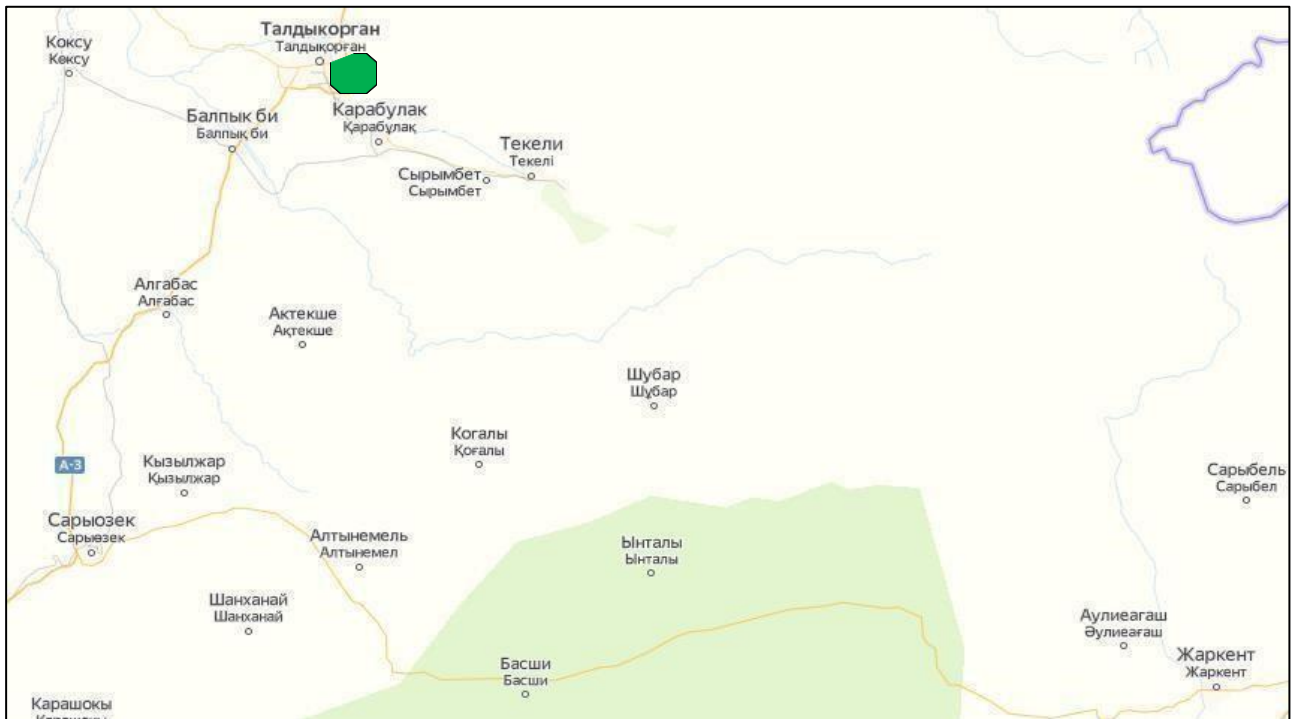 Талдыкорган
Талдықорған
Коксу
Көксу
Балпык би
Балпық би
Карабулак
Қарабұлақ
Текели
Текелі
Сырымбет
Сырымбет
Алгабас
Алғабас
Актекше
Ақтекше
Шубар
Шұбар
Когалы
Қоғалы
А-3
Кызылжар
Қызылжар
Сарыбель
Сарыбел
Сарыозек
Сарыөзек
Алтынемель
Алтынемел
Ынталы
Ынталы
Шанханай
Шанханай
Аулиеагаш
Әулиеағаш
Басши
Басши
Жаркент
Жаркент
Карашокы